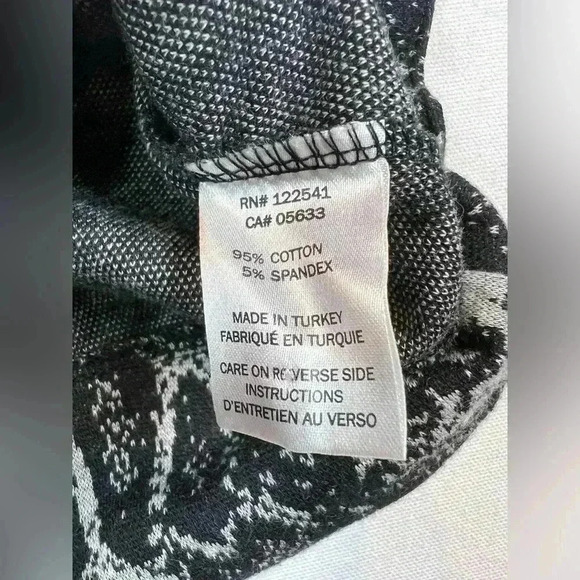 RN# 122541
CA# 05633
95% COTTON
5% SPANDEX
MADE IN TURKEY
FABRIQUÉ EN TURQUIE
CARE ON REVERSE SIDE
INSTRUCTIONS
D'ENTRETIEN AU VERSO